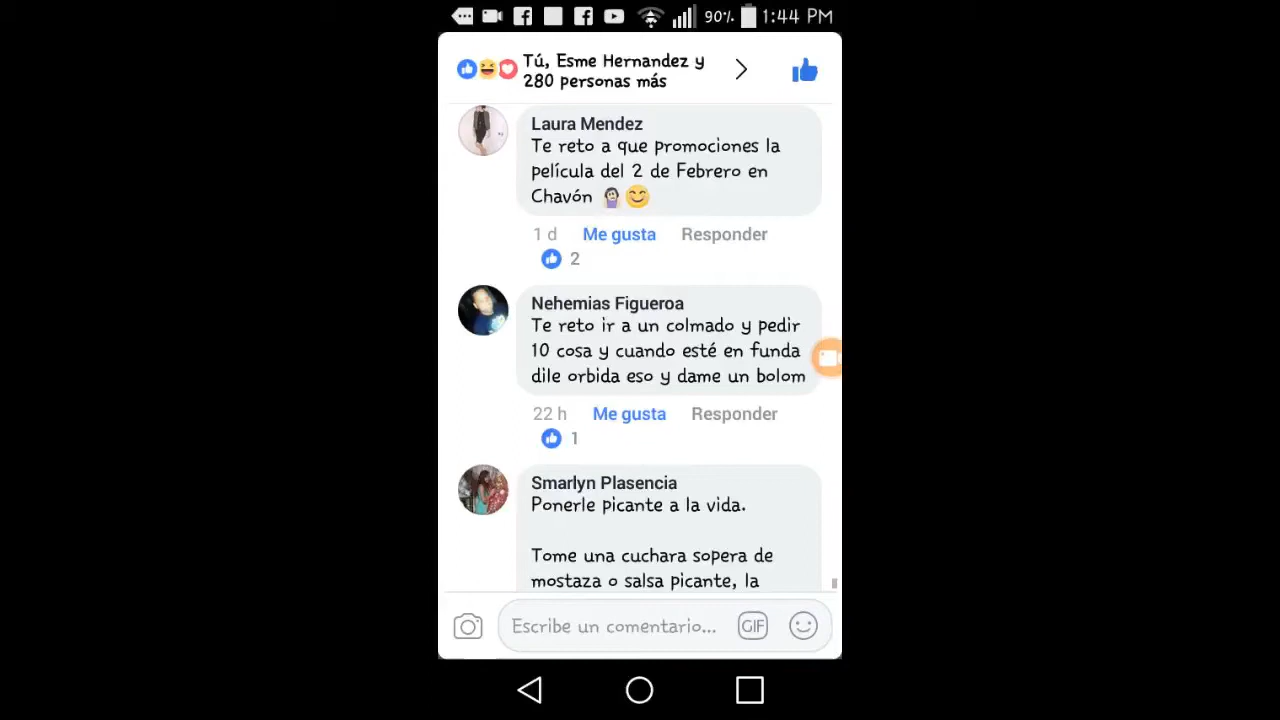 90% 1:44 PM
Tú, Esme Hernandez y
280 personas más
Laura Mendez
Te reto a que promociones la
película del 2 de Febrero en
Chavón 🤷😊
1 d Me gusta Responder
2
Nehemias Figueroa
Te reto ir a un colmado y pedir
10 cosa y cuando esté en funda
dile orbida eso y dame un bolom
22 h Me gusta Responder
1
Smarlyn Plasencia
Ponerle picante a la vida.
Tome una cuchara sopera de
mostaza o salsa picante, la
Escribe un comentario... GIF